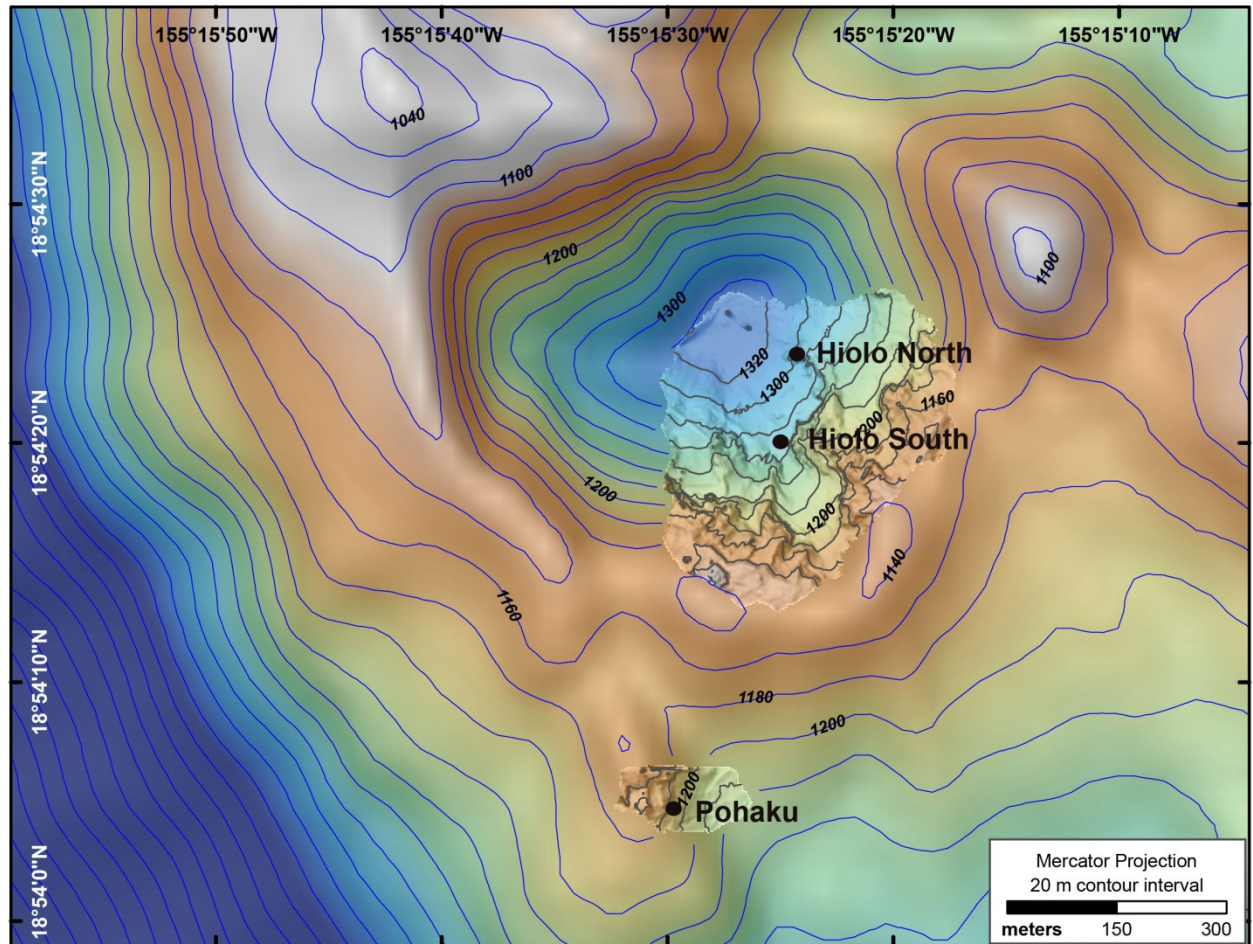 155°15'50"W 155°15'40"W 155°15'30"W 155°15'20"W 155°15'10"W
1040
1100
18°54'30"N
1200
1100
1300
1320
Hiolo North
1300
1160
1200
18°54'20"N
Hiolo South
1200
1200
1140
1160
18°54'10"N
1180
1200
1200
Pohaku
18°54'0"N
Mercator Projection
20 m contour interval
meters 150 300